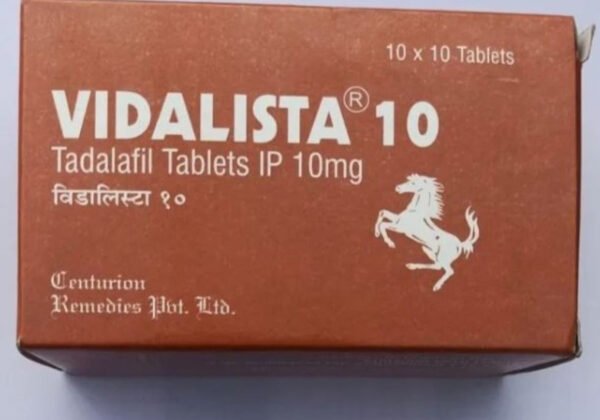 10 x 10 Tablets
VIDALISTA® 10
Tadalafil Tablets IP 10mg
विडालिस्टा १०
Centurion
Remedies Pvt. Ltd.